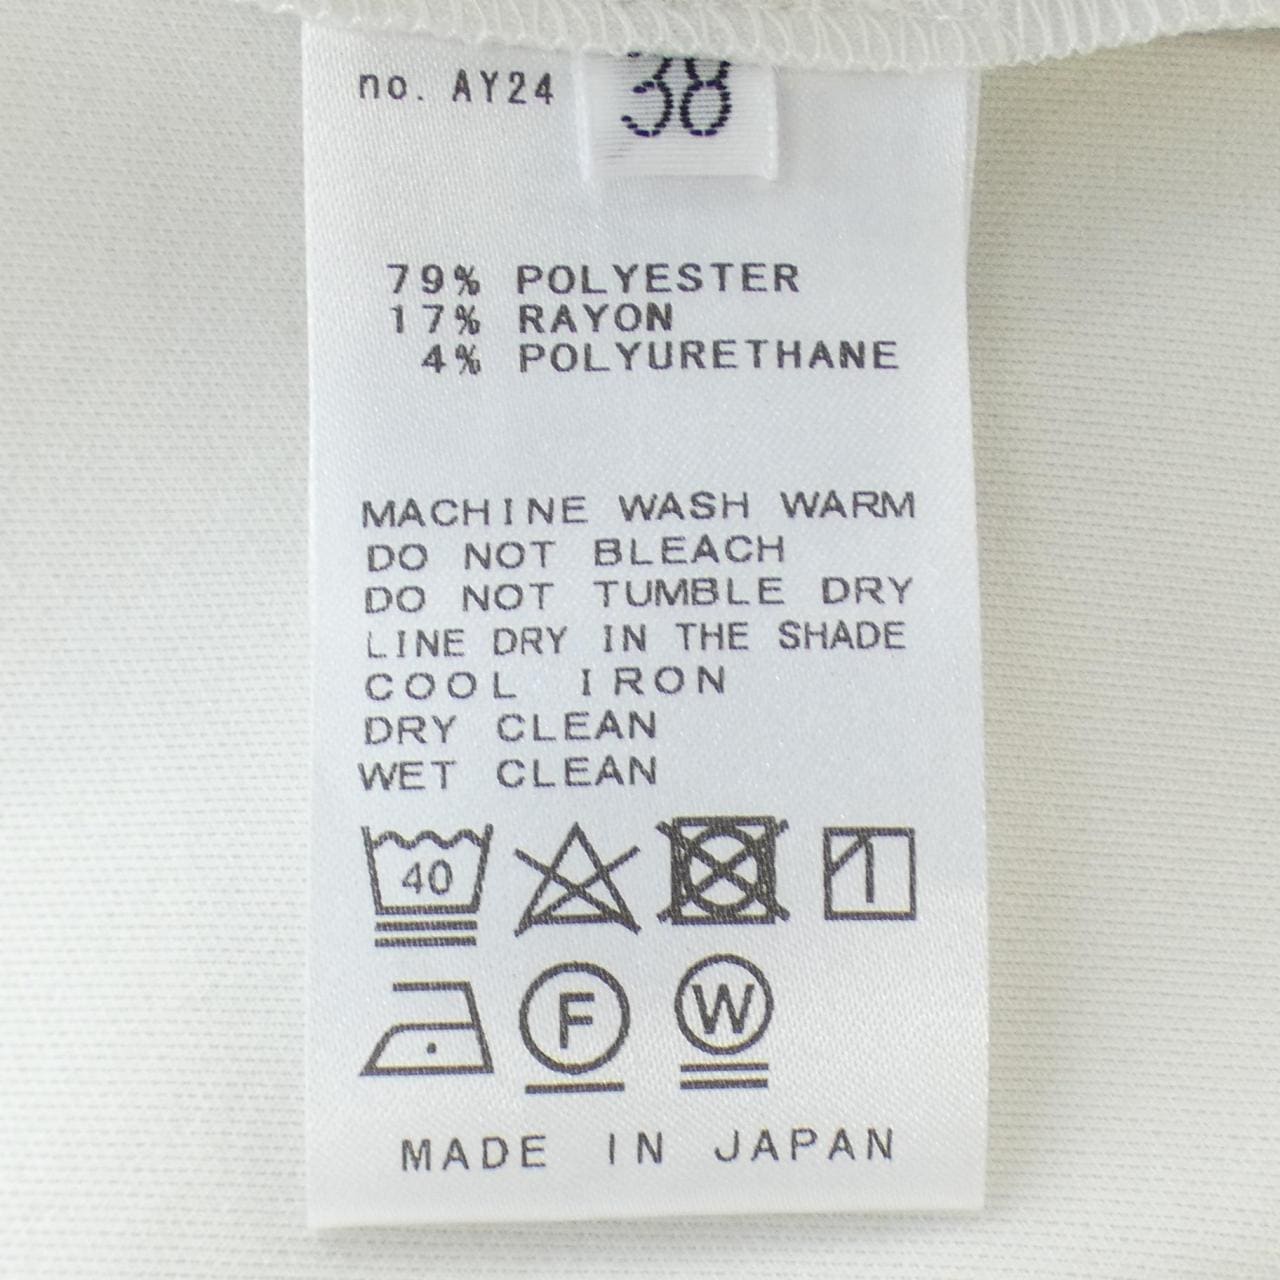 no. AY24 38
79% POLYESTER
17% RAYON
4% POLYURETHANE
MACHINE WASH WARM
DO NOT BLEACH
DO NOT TUMBLE DRY
LINE DRY IN THE SHADE
COOL IRON
DRY CLEAN
WET CLEAN
40
F W
MADE IN JAPAN